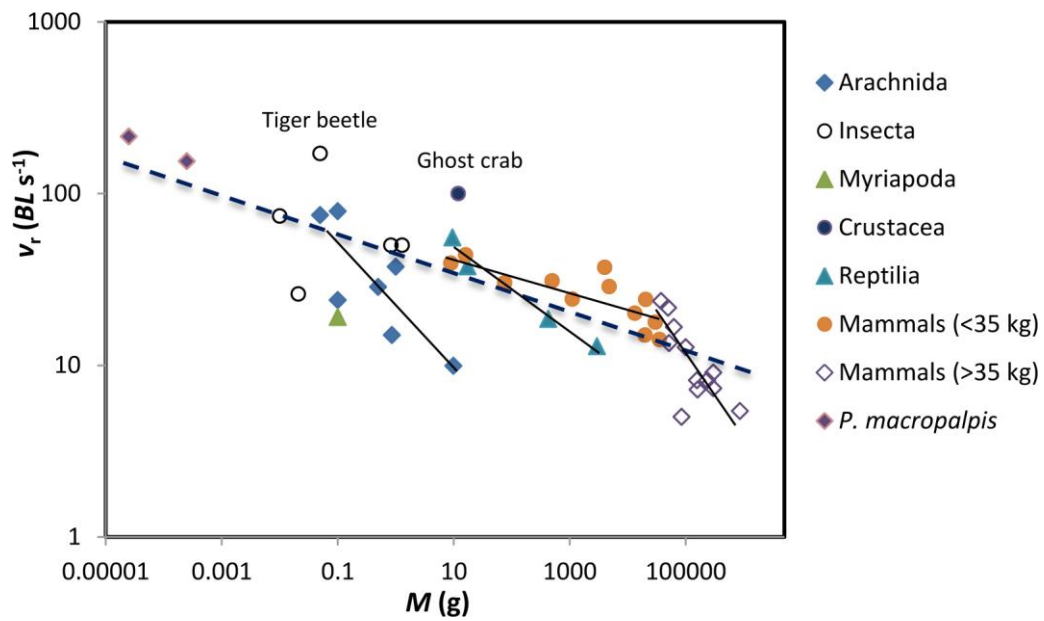 1000
100
10
1
v_r (BL s⁻¹)
Tiger beetle
Ghost crab
0.00001
0.001
0.1
10
1000
100000
M (g)
Arachnida
Insecta
Myriapoda
Crustacea
Reptilia
Mammals (<35 kg)
Mammals (>35 kg)
P. macropalpis